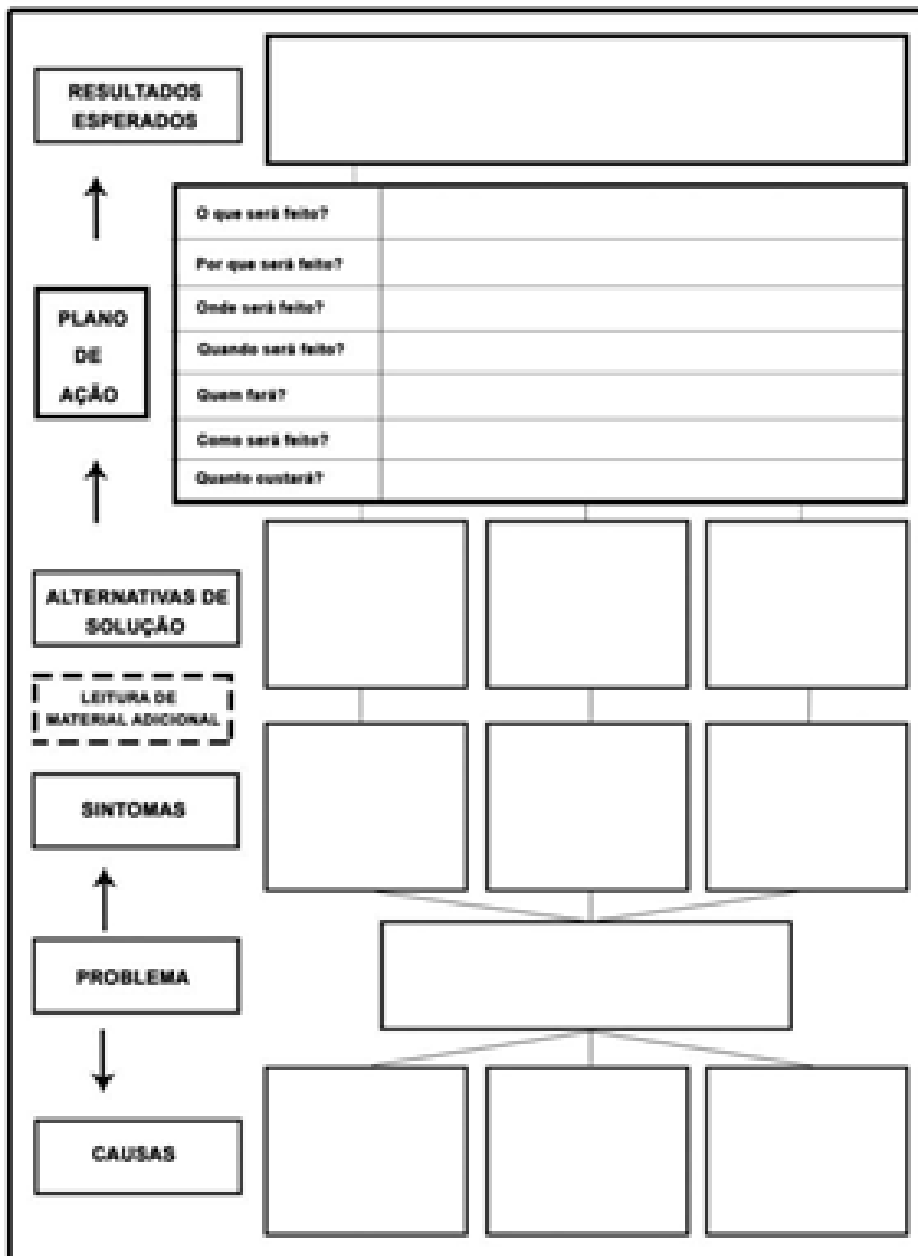 RESULTADOS
ESPERADOS
O que será feito?
Por que será feito?
Onde será feito?
Quando será feito?
Quem fará?
Como será feito?
Quanto custará?
PLANO
DE
AÇÃO
ALTERNATIVAS DE
SOLUÇÃO
LEITURA DE
MATERIAL ADICIONAL
SINTOMAS
PROBLEMA
CAUSAS